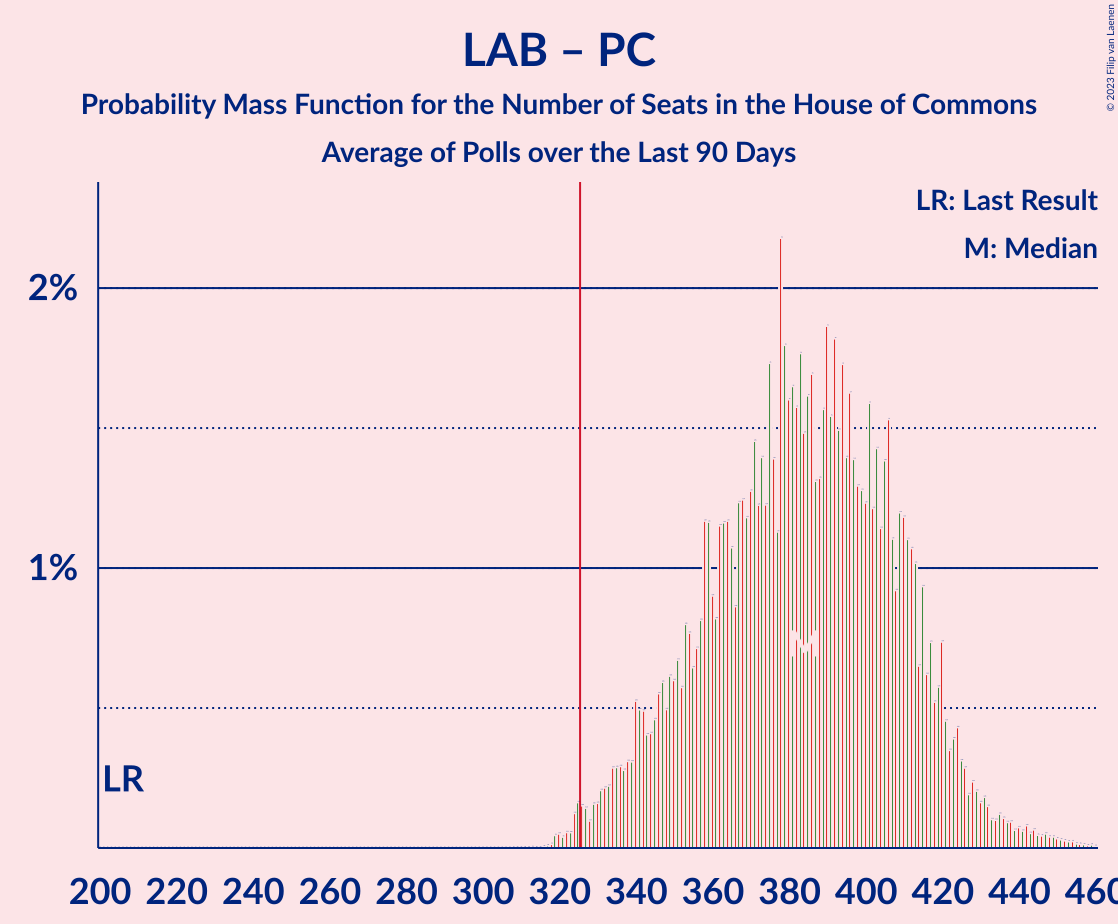 LAB – PC
Probability Mass Function for the Number of Seats in the House of Commons
Average of Polls over the Last 90 Days
© 2023 Filip van Laenen
LR: Last Result
M: Median
2%
1%
M
LR
200 220 240 260 280 300 320 340 360 380 400 420 440 460